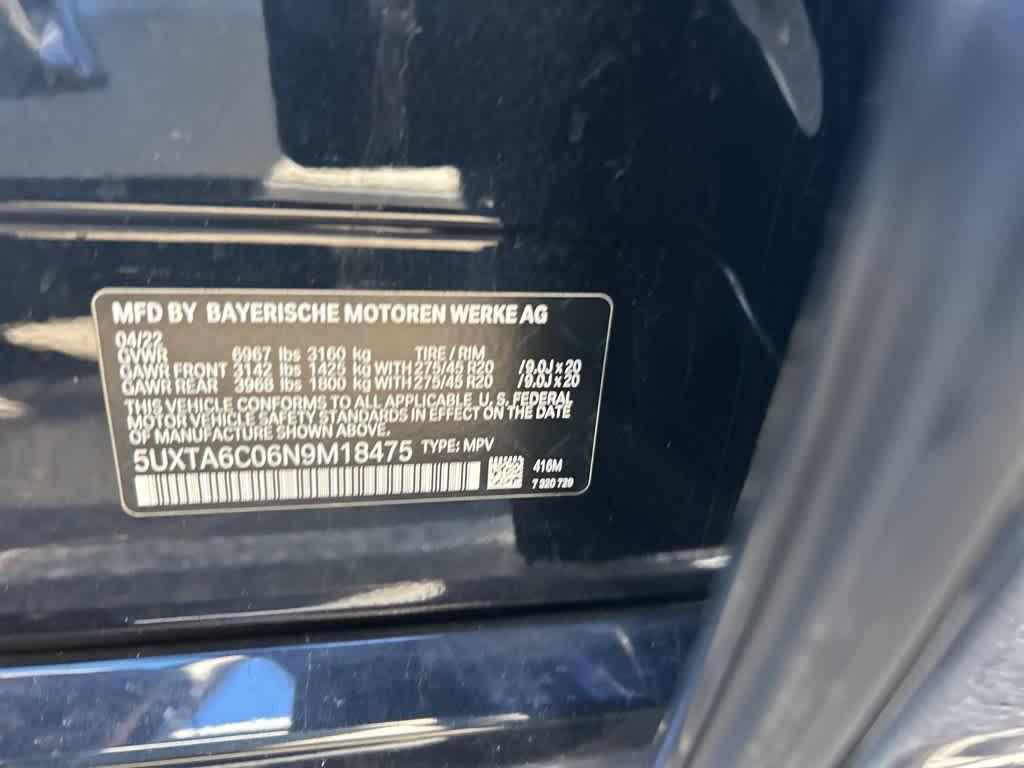 MFD BY BAYERISCHE MOTOREN WERKE AG
04/22
GVWR 6967 lbs 3160 kg TIRE / RIM
GAWR FRONT 3142 lbs 1425 kg WITH 275/45 R20 /9.0J x 20
GAWR REAR 3968 lbs 1800 kg WITH 275/45 R20 /9.0J x 20
THIS VEHICLE CONFORMS TO ALL APPLICABLE U. S. FEDERAL
MOTOR VEHICLE SAFETY STANDARDS IN EFFECT ON THE DATE
OF MANUFACTURE SHOWN ABOVE.
5UXTA6C06N9M18475 TYPE: MPV
416M
7 320 729